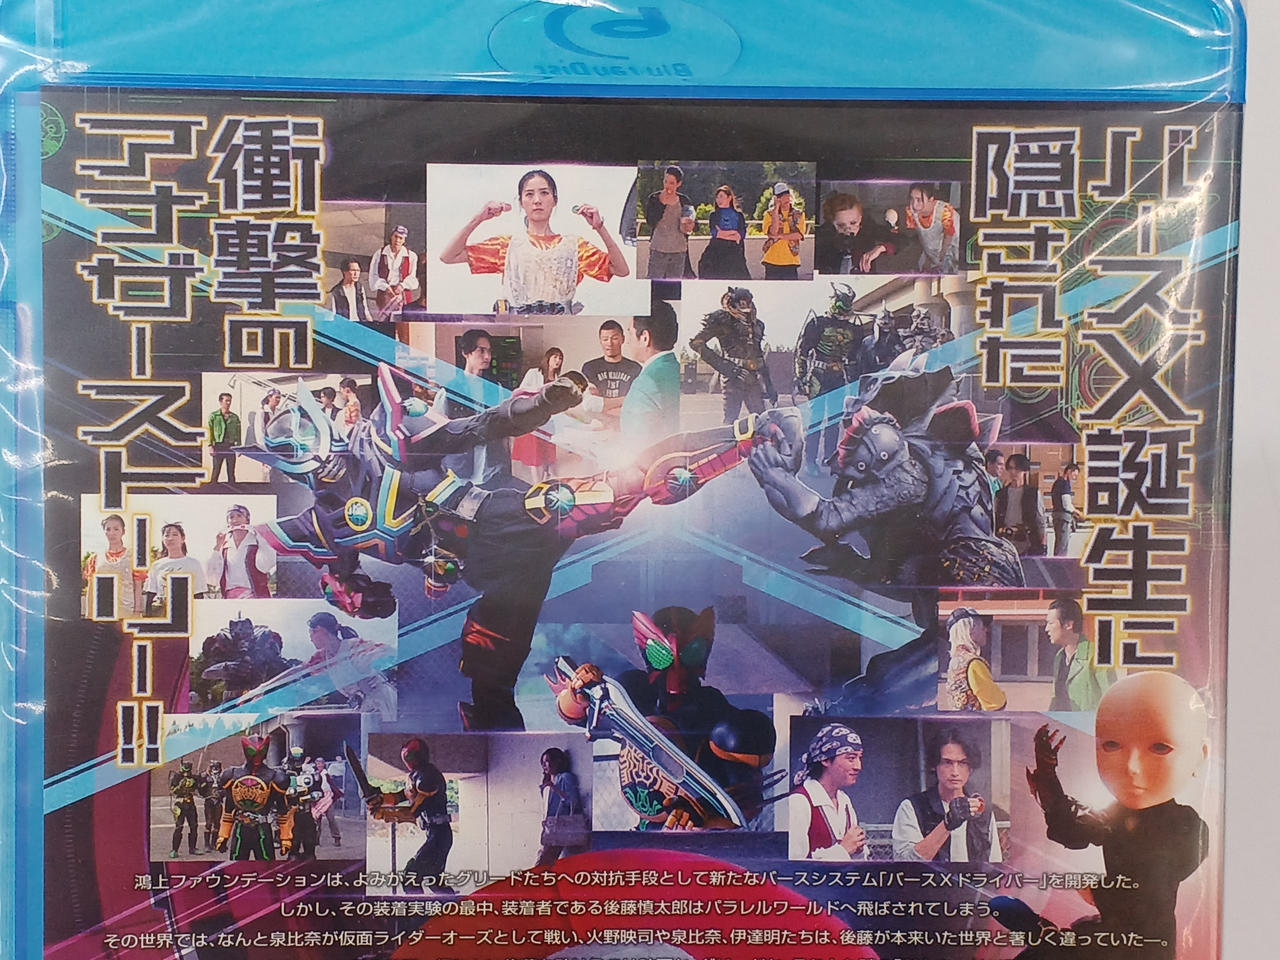 Blu-ray Disc
バースX誕生に
隠された
衝撃の
アナザーストーリー!!
鴻上ファウンデーションは、よみがえったグリードたちへの対抗手段として新たなバースシステム「バースXドライバー」を開発した。
しかし、その装着実験の最中、装着者である後藤慎太郎はパラレルワールドへ飛ばされてしまう。
その世界では、なんと泉比奈が仮面ライダーオーズとして戦い、火野映司や泉比奈、伊達明たちは、後藤が本来いた世界と著しく違っていた―。